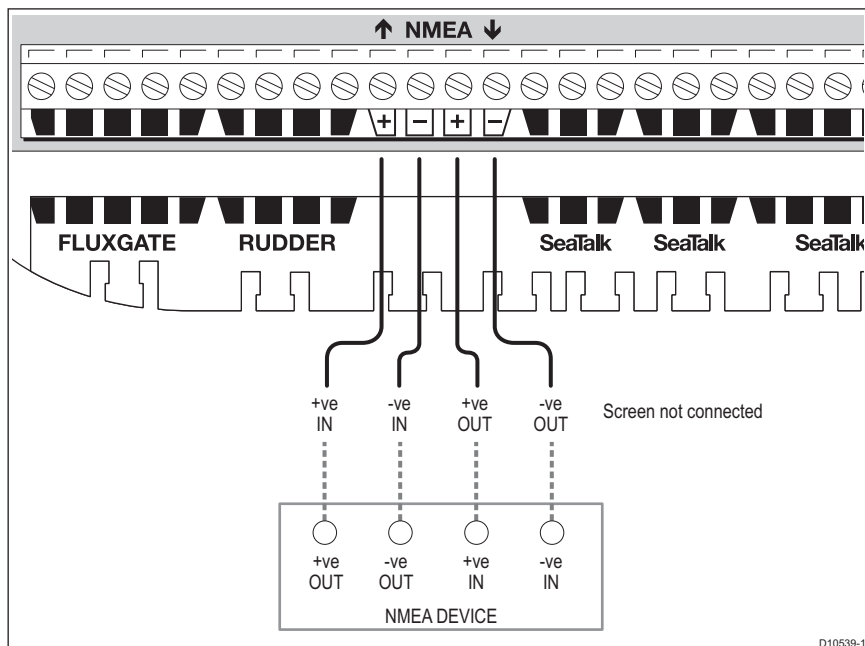 ↑ NMEA ↓
+ − + −
FLUXGATE RUDDER SeaTalk SeaTalk SeaTalk
+ve -ve +ve -ve
IN IN OUT OUT
Screen not connected
+ve -ve +ve -ve
OUT OUT IN IN
NMEA DEVICE
D10539-1